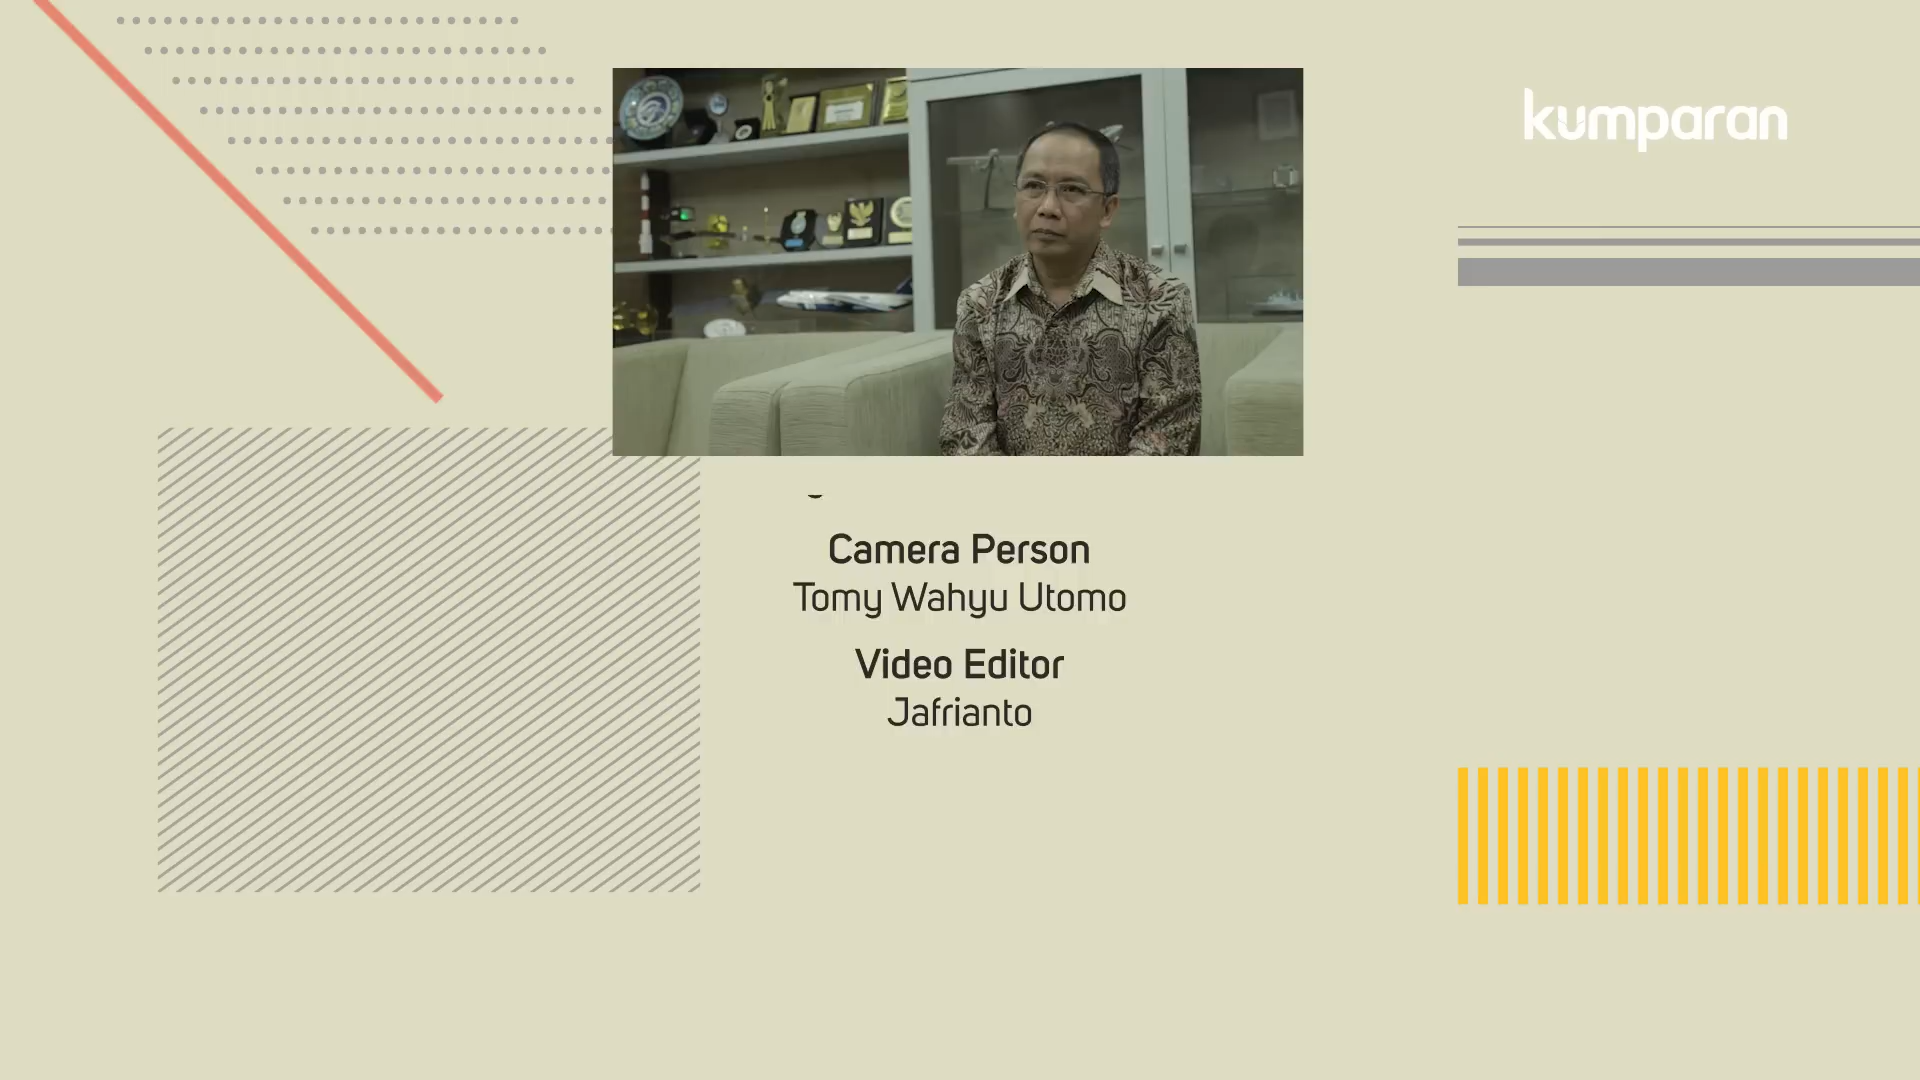 kumparan
Camera Person
Tomy Wahyu Utomo
Video Editor
Jafrianto